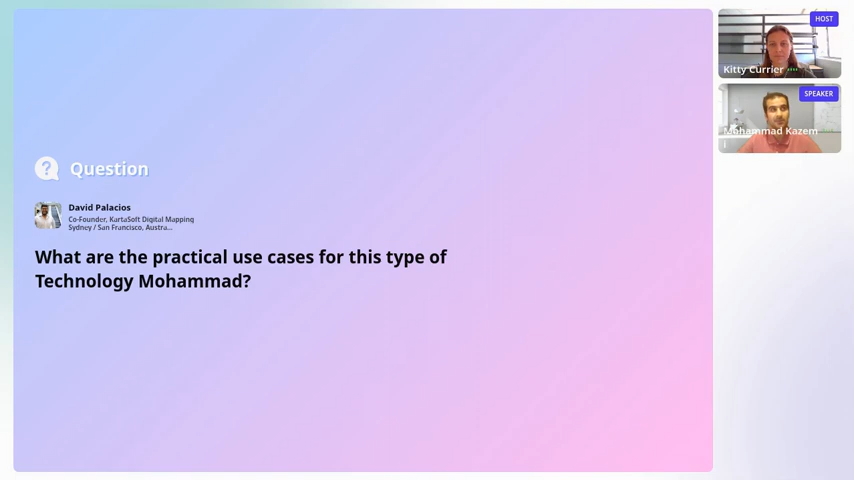 HOST
Kitty Currier
SPEAKER
Mohammad Kazem
i
Question
David Palacios
Co-Founder, KartaSoft Digital Mapping
Sydney / San Francisco, Austra...
What are the practical use cases for this type of
Technology Mohammad?